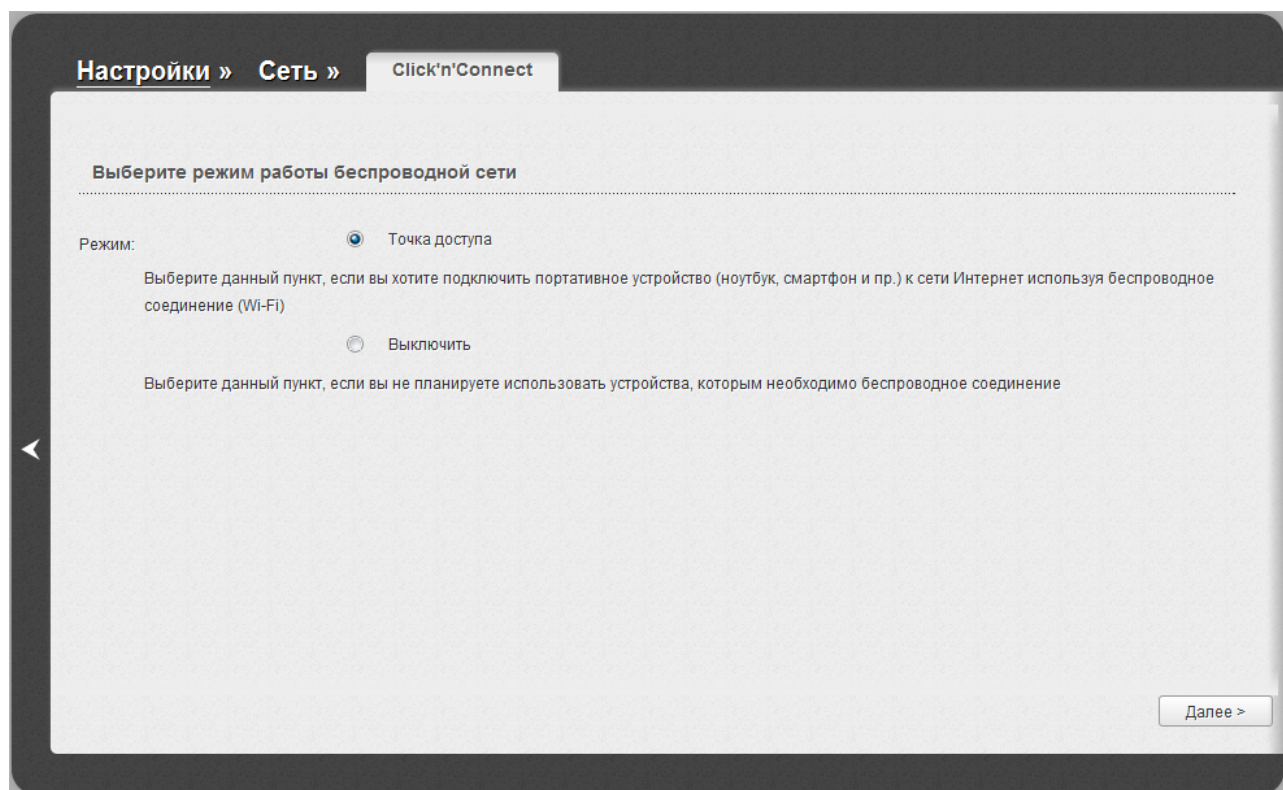 Настройки » Сеть » Click'n'Connect
Выберите режим работы беспроводной сети
Режим: Точка доступа
Выберите данный пункт, если вы хотите подключить портативное устройство (ноутбук, смартфон и пр.) к сети Интернет используя беспроводное
соединение (Wi-Fi)
Выключить
Выберите данный пункт, если вы не планируете использовать устройства, которым необходимо беспроводное соединение
Далее >